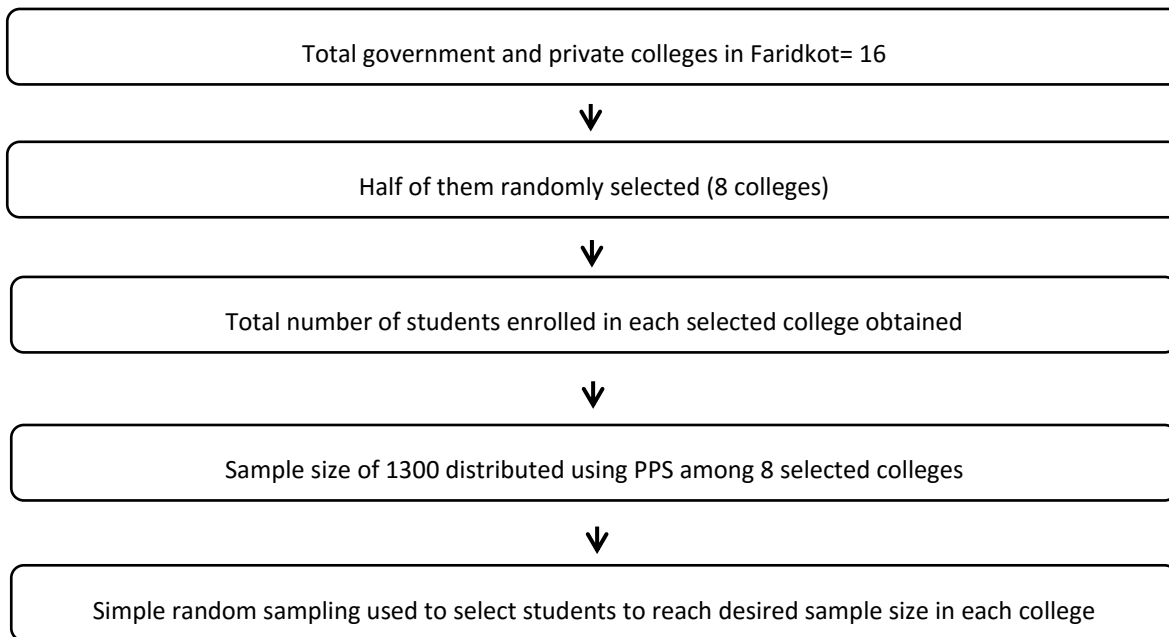 Total government and private colleges in Faridkot= 16
Half of them randomly selected (8 colleges)
Total number of students enrolled in each selected college obtained
Sample size of 1300 distributed using PPS among 8 selected colleges
Simple random sampling used to select students to reach desired sample size in each college